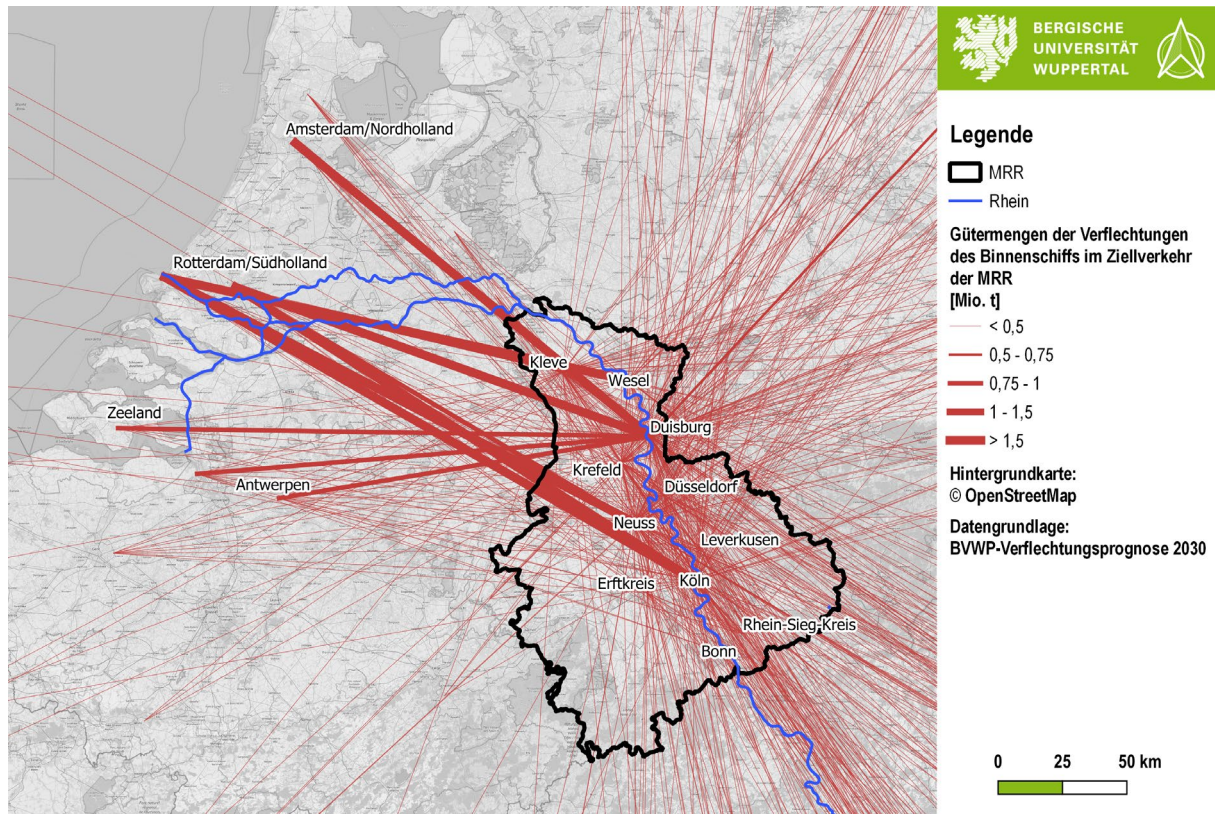 Amsterdam/Nordholland
Rotterdam/Südholland
Kleve
Wesel
Zeeland
Duisburg
Krefeld
Düsseldorf
Antwerpen
Neuss
Leverkusen
Erftkreis
Köln
Rhein-Sieg-Kreis
Bonn
BERGISCHE
UNIVERSITÄT
WUPPERTAL
Legende
MRR
Rhein
Gütermengen der Verflechtungen
des Binnenschiffs im Ziellverkehr
der MRR
[Mio. t]
< 0,5
0,5 - 0,75
0,75 - 1
1 - 1,5
> 1,5
Hintergrundkarte:
© OpenStreetMap
Datengrundlage:
BVWP-Verflechtungsprognose 2030
0 25 50 km